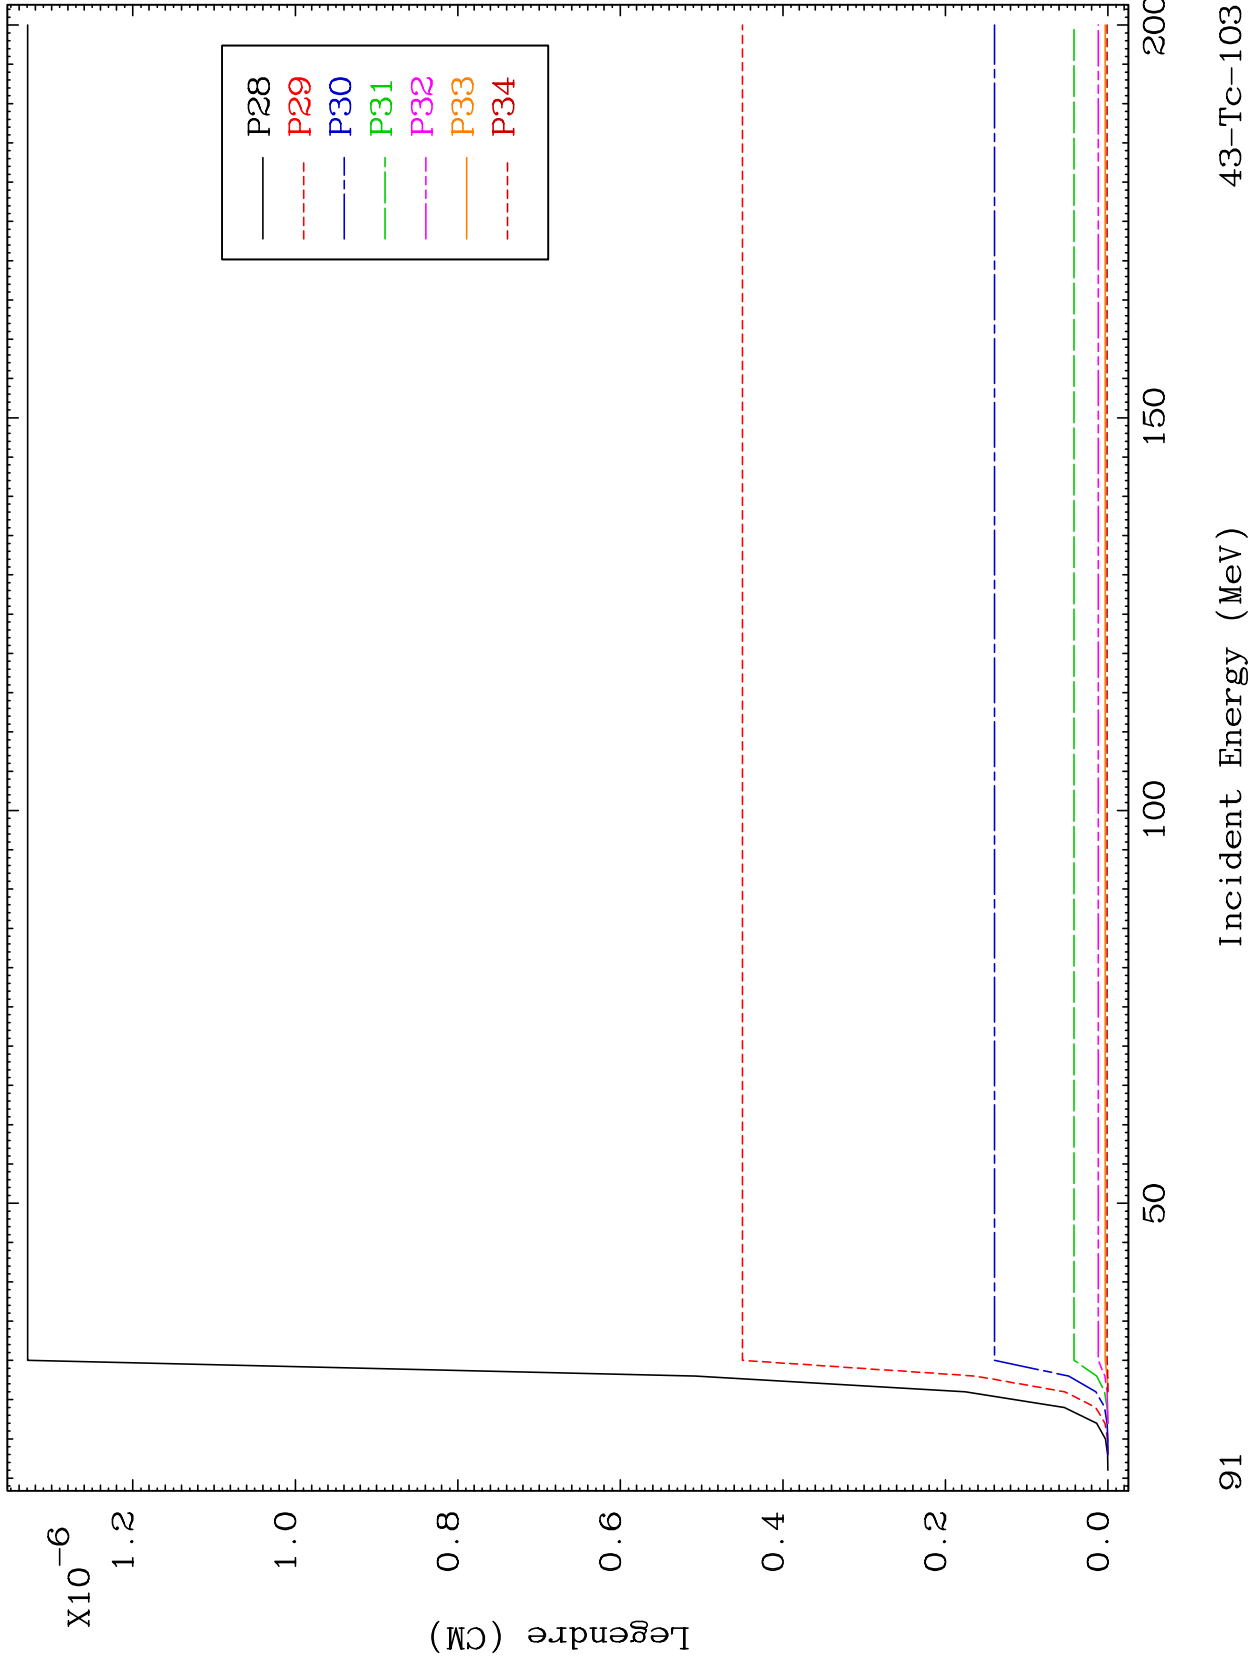 X10-6
1.2
1.0
0.8
0.6
0.4
0.2
0.0
Legendre (CM)
P28
P29
P30
P31
P32
P33
P34
50
100
150
200
Incident Energy (MeV)
91
43-Tc-103